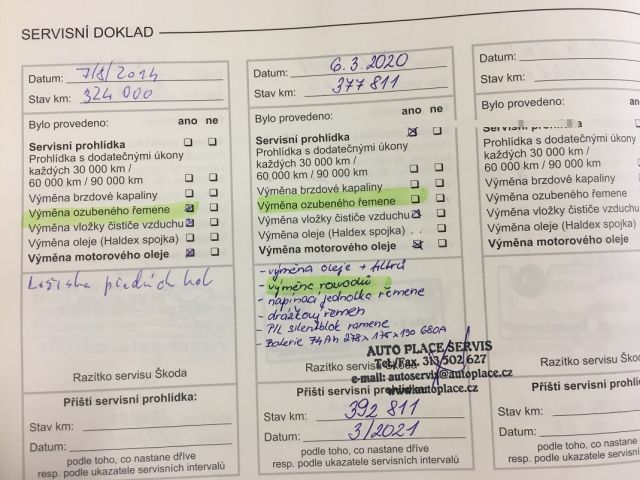 SERVISNÍ DOKLAD
Datum: 7/8/2014
Stav km: 324 000
Bylo provedeno: ano ne
Servisní prohlídka
Prohlídka s dodatečnými úkony
každých 30 000 km /
60 000 km / 90 000 km
Výměna brzdové kapaliny
Výměna ozubeného řemene
Výměna vložky čističe vzduchu
Výměna oleje (Haldex spojka)
Výměna motorového oleje
Ložiska předních kol
Razítko servisu Škoda
Příští servisní prohlídka:
Stav km:
Datum:
podle toho, co nastane dříve
resp. podle ukazatele servisních intervalů
Datum: 6.3.2020
Stav km: 377 811
Bylo provedeno: ano ne
Servisní prohlídka
Prohlídka s dodatečnými úkony
každých 30 000 km /
60 000 km / 90 000 km
Výměna brzdové kapaliny
Výměna ozubeného řemene
Výměna vložky čističe vzduchu
Výměna oleje (Haldex spojka)
Výměna motorového oleje
- výměna oleje + filtrů
- výměna rozvodů
- napínací jednotka řemene
- drážkový řemen
- P/L silentblok ramene
- Baterie 74Ah 278x175x190 680A
AUTO PLACE SERVIS
Tel./Fax. 313/502 627
Razítko servisu Škoda
e-mail: autoservis@autoplace.cz
www.autoplace.cz
Příští servisní
Stav km: 392 811
Datum: 3/2021
podle toho, co nastane dříve
resp. podle ukazatele servisních intervalů
Datum:
Stav km:
Bylo provedeno:
Servisní
Prohlídka s dodatečnými úkony
každých 30 000 km /
60 000 km / 90 000 km
Výměna brzdové kapaliny
Výměna ozubeného řemene
Výměna vložky čističe vzduchu
Výměna oleje (Haldex spojka)
Výměna motorového oleje
Razítko servisu
Příští servisní
Stav km:
Datum:
podle toho, co nastane
resp. podle ukazatele